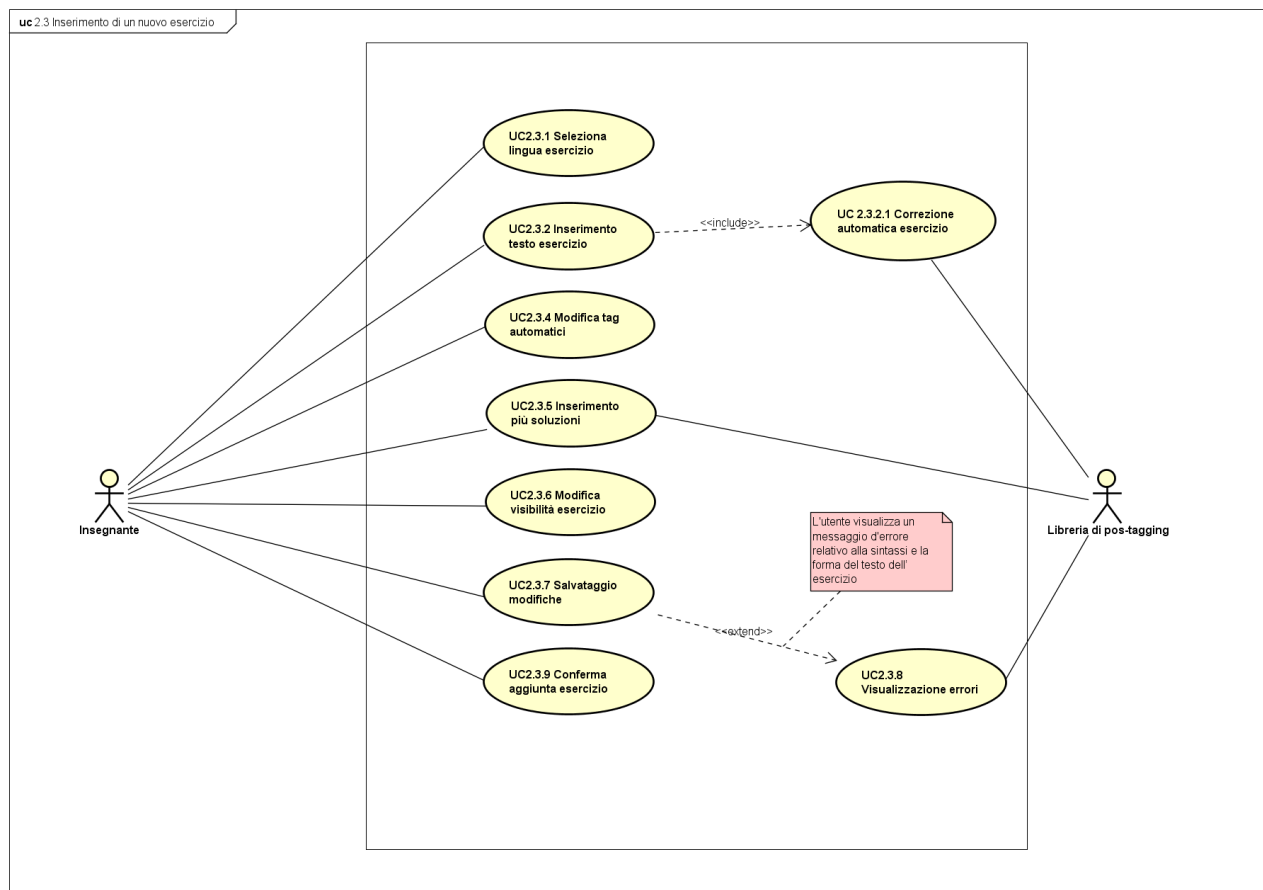 uc 2.3 Inserimento di un nuovo esercizio
UC2.3.1 Seleziona
lingua esercizio
UC2.3.2 Inserimento
testo esercizio
<<include>>
UC 2.3.2.1 Correzione
automatica esercizio
UC2.3.4 Modifica tag
automatici
UC2.3.5 Inserimento
più soluzioni
UC2.3.6 Modifica
visibilità esercizio
Insegnante
Libreria di pos-tagging
L'utente visualizza un
messaggio d'errore
relativo alla sintassi e la
forma del testo dell'
esercizio
UC2.3.7 Salvataggio
modifiche
<<extend>>
UC2.3.8
Visualizzazione errori
UC2.3.9 Conferma
aggiunta esercizio